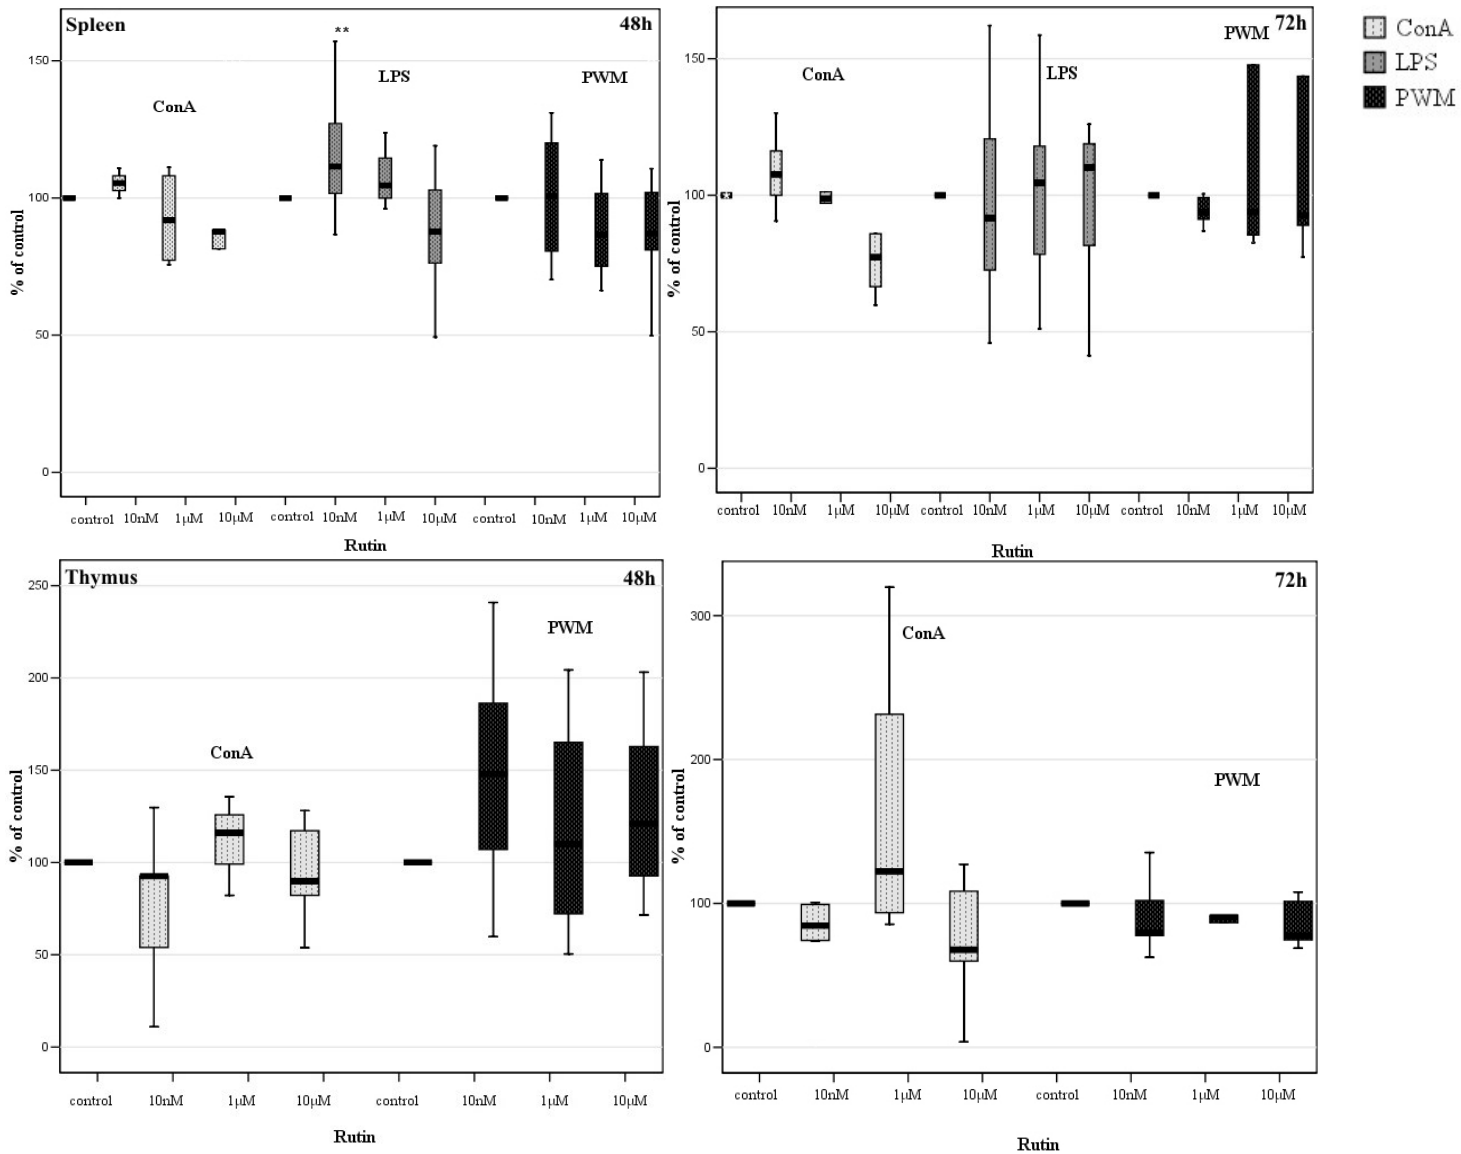 Spleen 48h
**
LPS
PWM
ConA
150
100
50
0
% of control
control 10nM 1μM 10μM control 10nM 1μM 10μM control 10nM 1μM 10μM
Rutin
72h
PWM
ConA
LPS
150
100
50
0
% of control
control 10nM 1μM 10μM control 10nM 1μM 10μM control 10nM 1μM 10μM
Rutin
ConA
LPS
PWM
Thymus 48h
PWM
ConA
250
200
150
100
50
0
% of control
control 10nM 1μM 10μM control 10nM 1μM 10μM
Rutin
72h
ConA
PWM
300
200
100
0
% of control
control 10nM 1μM 10μM control 10nM 1μM 10μM
Rutin